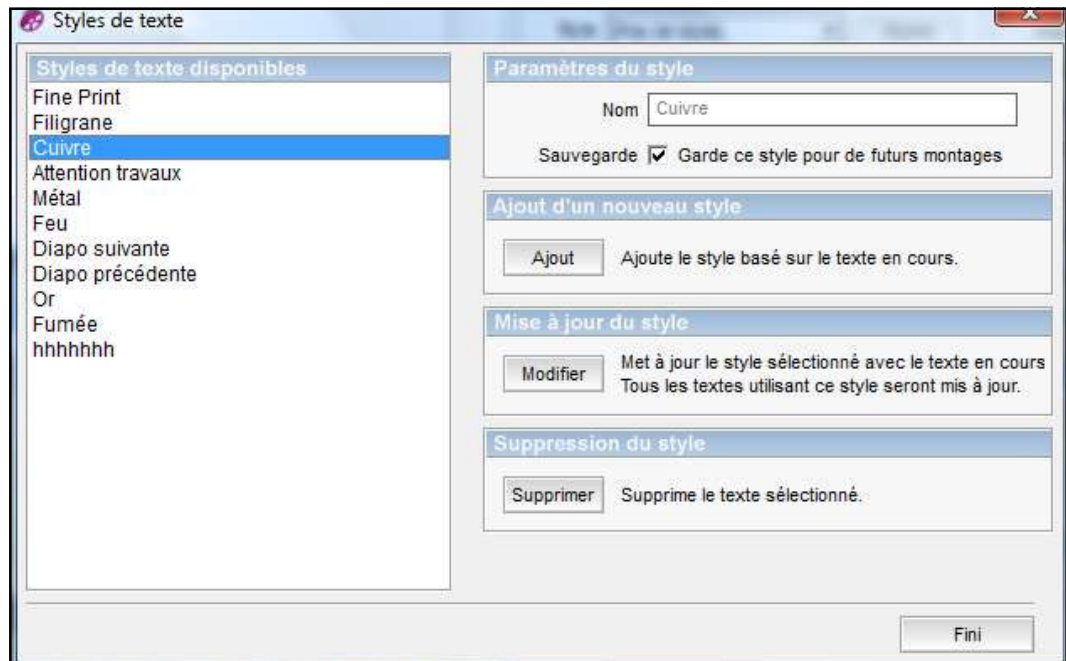 Styles de texte
Styles de texte disponibles
Fine Print
Filigrane
Cuivre
Attention travaux
Métal
Feu
Diapo suivante
Diapo précédente
Or
Fumée
hhhhhhh
Paramètres du style
Nom Cuivre
Sauvegarde Garde ce style pour de futurs montages
Ajout d'un nouveau style
Ajout Ajoute le style basé sur le texte en cours.
Mise à jour du style
Modifier Met à jour le style sélectionné avec le texte en cours
Tous les textes utilisant ce style seront mis à jour.
Suppression du style
Supprimer Supprime le texte sélectionné.
Fini